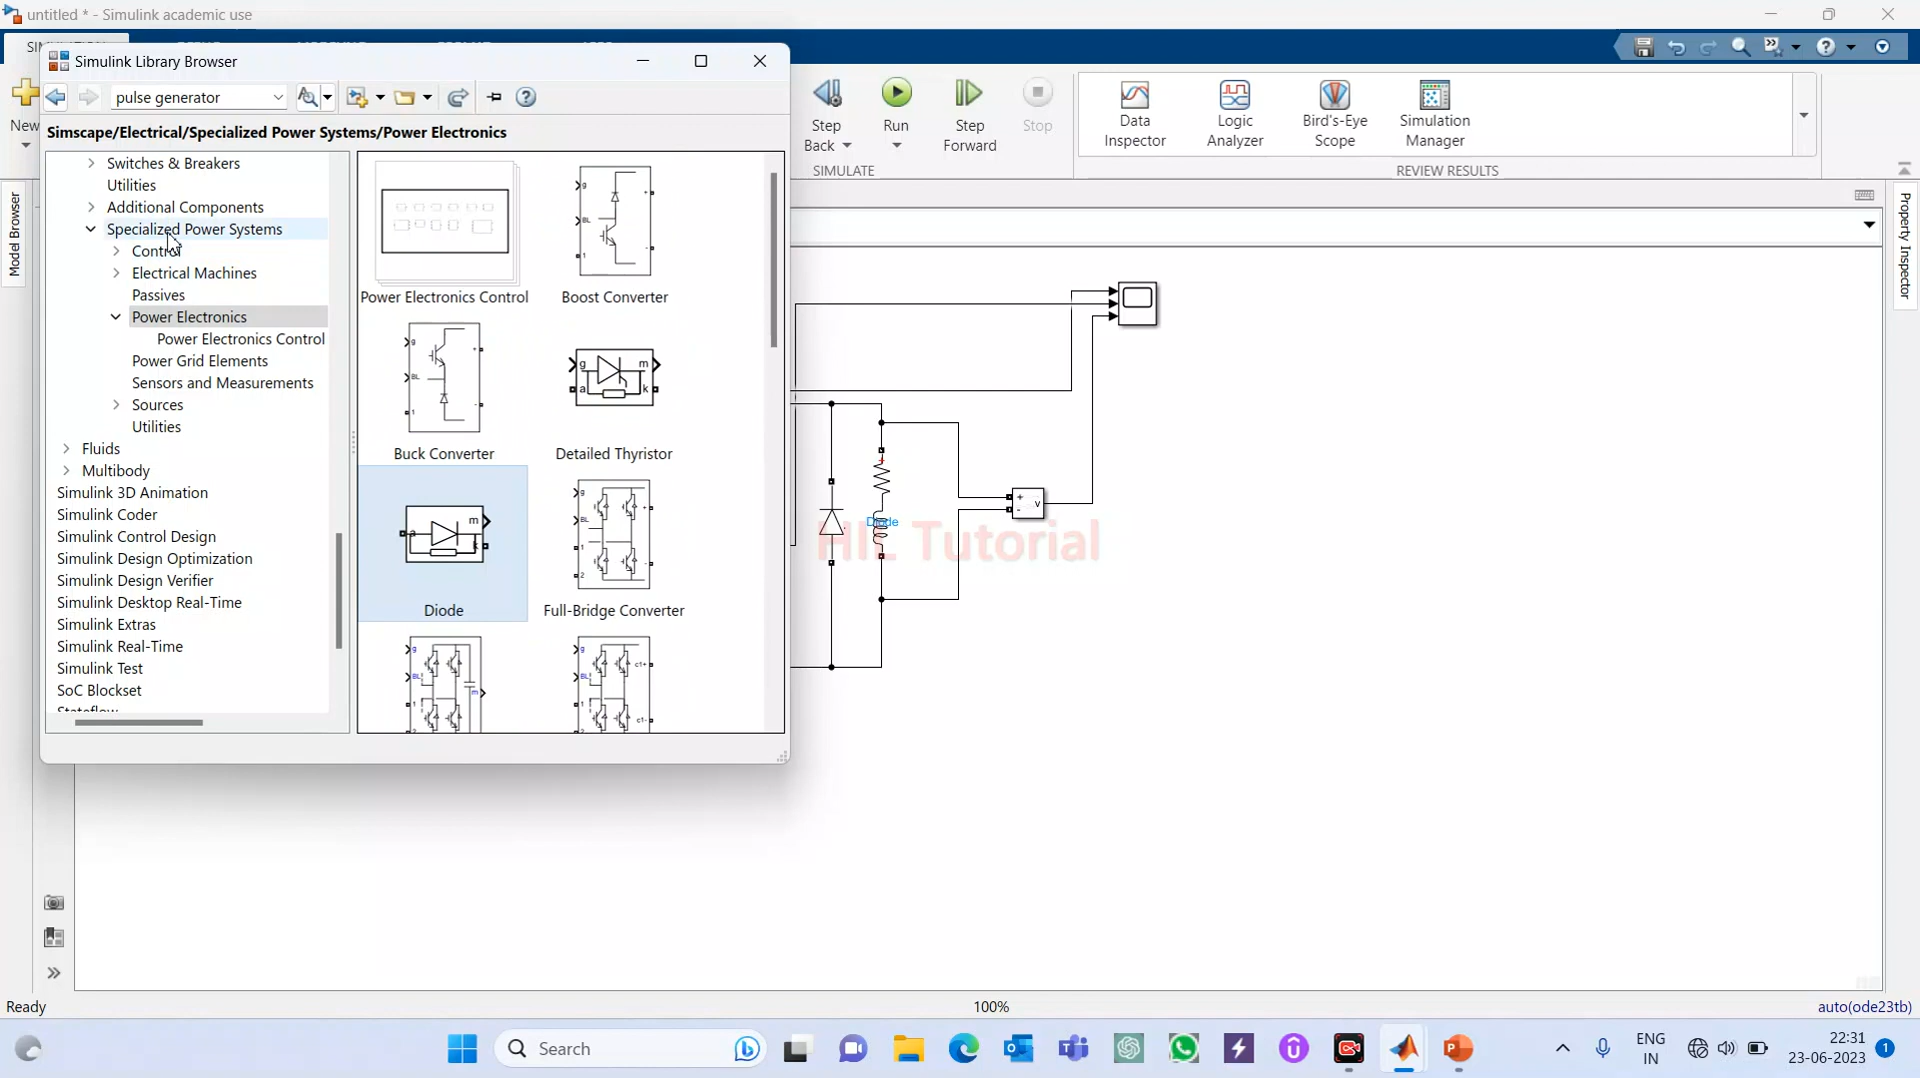 untitled * - Simulink academic use
Simulink Library Browser
New
pulse generator
Step
Back
Run
Step
Forward
Stop
Data
Inspector
Logic
Analyzer
Bird's-Eye
Scope
Simulation
Manager
SIMULATE
REVIEW RESULTS
Simscape/Electrical/Specialized Power Systems/Power Electronics
Switches & Breakers
Utilities
Additional Components
Specialized Power Systems
Control
Electrical Machines
Passives
Power Electronics
Power Electronics Control
Power Grid Elements
Sensors and Measurements
Sources
Utilities
Fluids
Multibody
Simulink 3D Animation
Simulink Coder
Simulink Control Design
Simulink Design Optimization
Simulink Design Verifier
Simulink Desktop Real-Time
Simulink Extras
Simulink Real-Time
Simulink Test
SoC Blockset
Stateflow
Power Electronics Control
Boost Converter
Buck Converter
Detailed Thyristor
Diode
Full-Bridge Converter
Model Browser
Property Inspector
Diode
HIL Tutorial
Ready
100%
auto(ode23tb)
Search
ENG
IN
22:31
23-06-2023
1